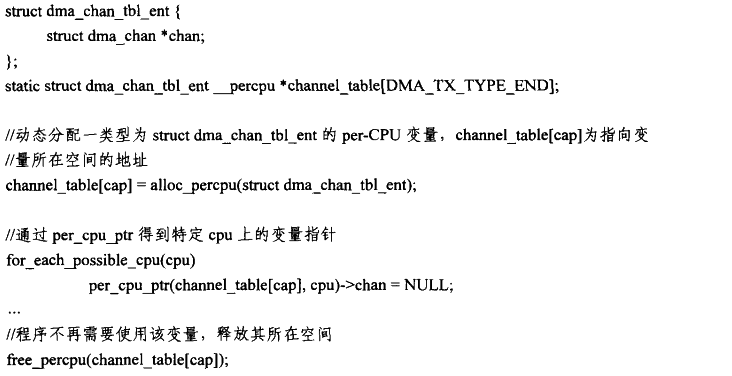 struct dma_chan_tbl_ent {
struct dma_chan *chan;
};
static struct dma_chan_tbl_ent __percpu *channel_table[DMA_TX_TYPE_END];
//动态分配一类型为 struct dma_chan_tbl_ent 的 per-CPU 变量，channel_table[cap]为指向变
//量所在空间的地址
channel_table[cap] = alloc_percpu(struct dma_chan_tbl_ent);
//通过 per_cpu_ptr 得到特定 cpu 上的变量指针
for_each_possible_cpu(cpu)
per_cpu_ptr(channel_table[cap], cpu)->chan = NULL;
...
//程序不再需要使用该变量，释放其所在空间
free_percpu(channel_table[cap]);